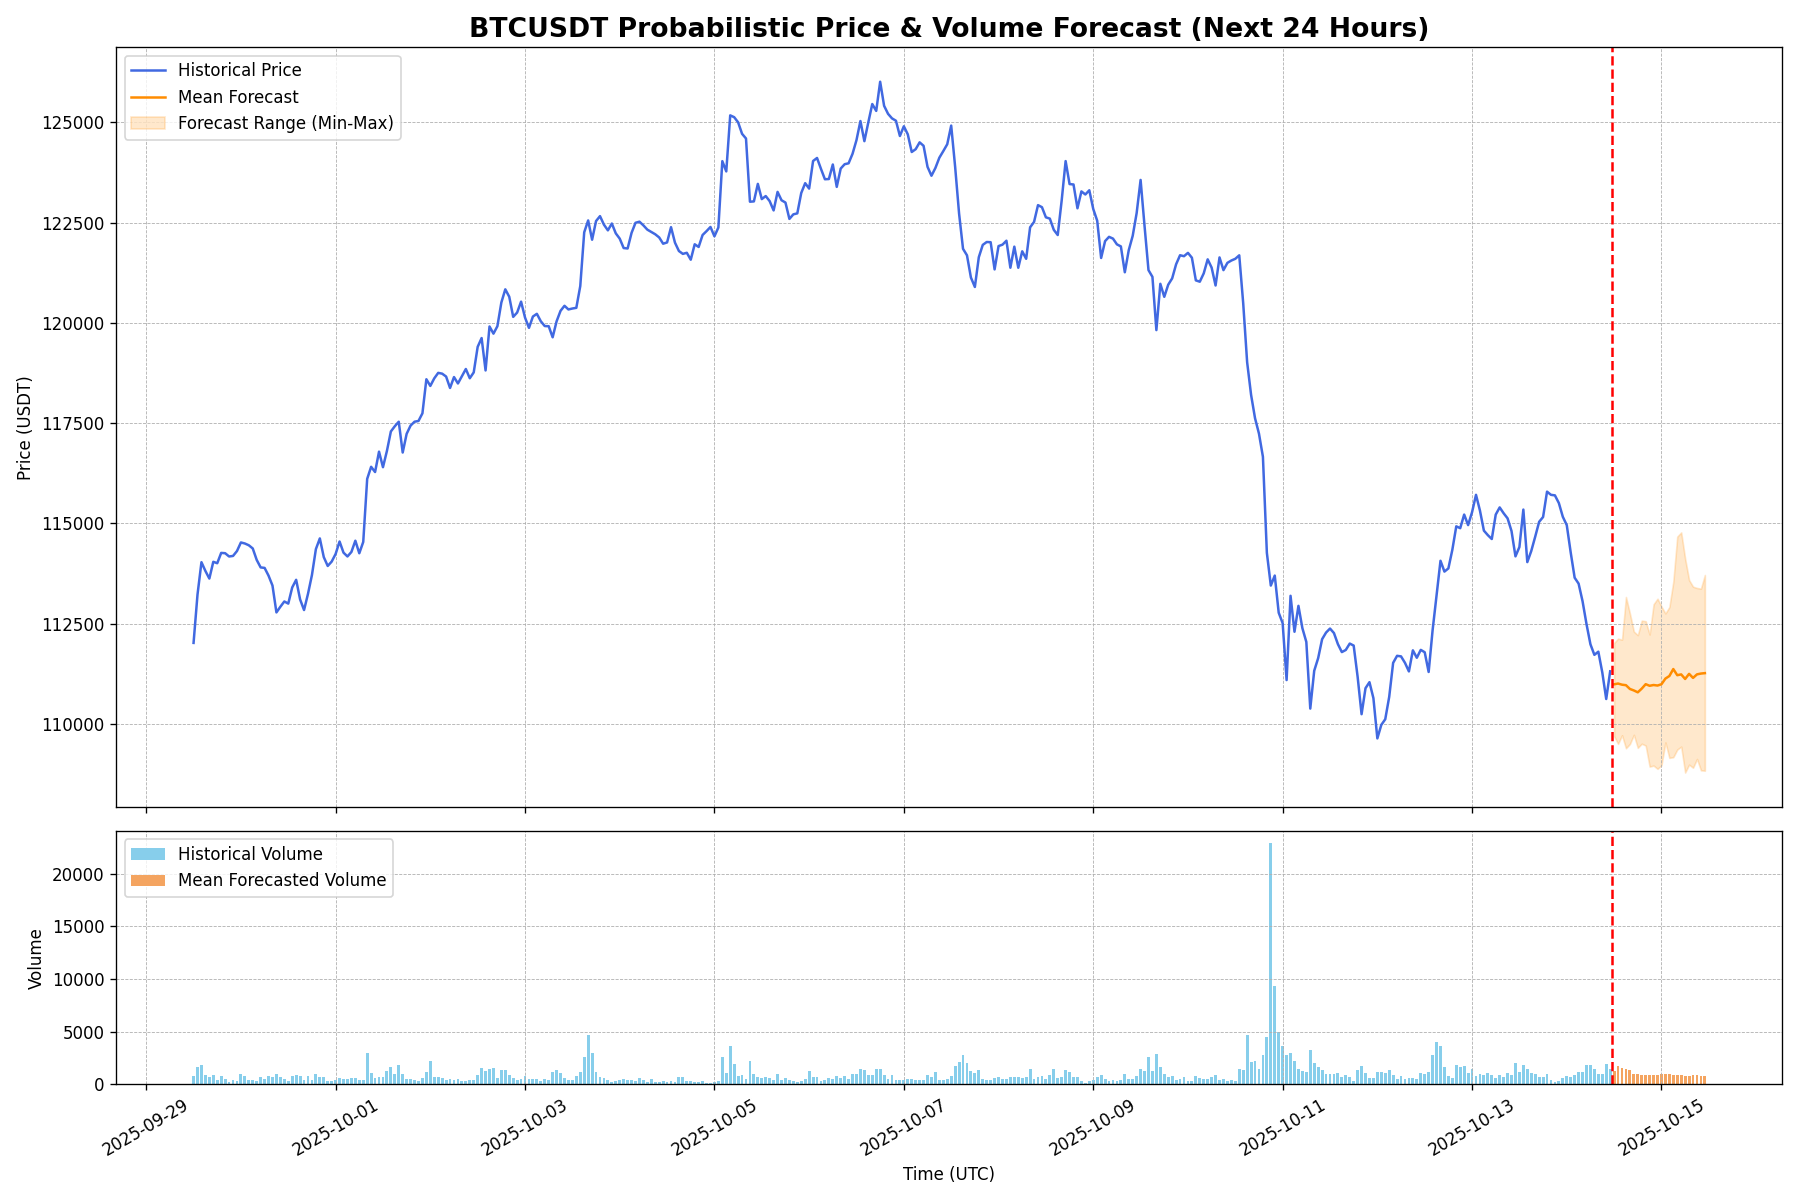 BTCUSDT Probabilistic Price & Volume Forecast (Next 24 Hours)
Historical Price
Mean Forecast
Forecast Range (Min-Max)
Price (USDT)
125000
122500
120000
117500
115000
112500
110000
Historical Volume
Mean Forecasted Volume
Volume
20000
15000
10000
5000
0
2025-09-29
2025-10-01
2025-10-03
2025-10-05
2025-10-07
2025-10-09
2025-10-11
2025-10-13
2025-10-15
Time (UTC)